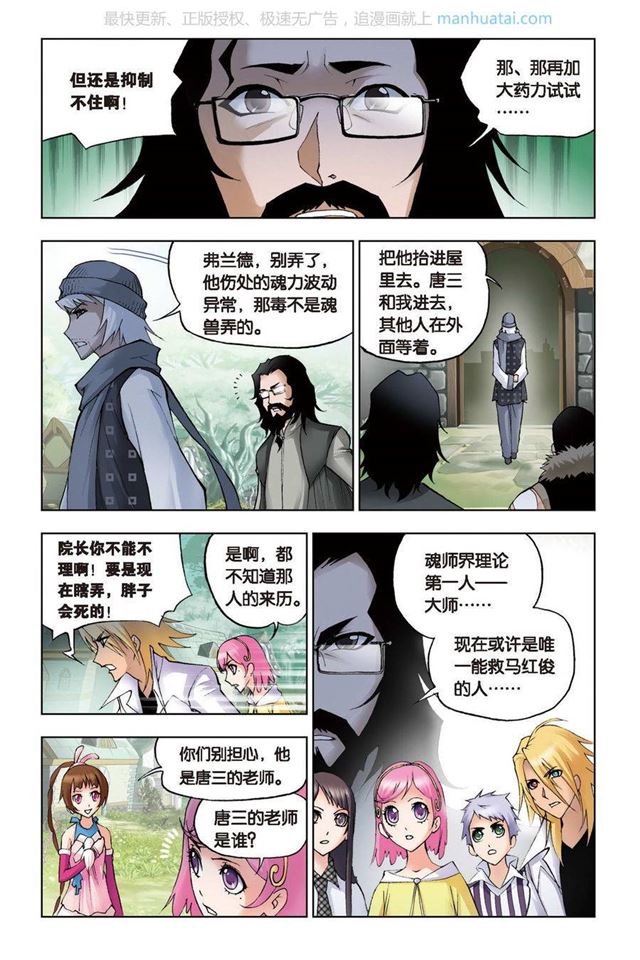 最快更新、正版授权、极速无广告，追漫画就上 manhuatai.com
但还是抑制
不住啊！
那、那再加
大药力试试
……
弗兰德，别弄了，
他伤处的魂力波动
异常，那毒不是魂
兽弄的。
把他抬进屋
里去。唐三
和我进去，
其他人在外
面等着。
院长你不能不
理啊！要是现
在瞎弄，胖子
会死的！
是啊，都
不知道那
人的来历。
魂师界理论
第一人——
大师……
现在或许是唯
一能救马红俊
的人……
你们别担心，他
是唐三的老师。
唐三的老师
是谁？